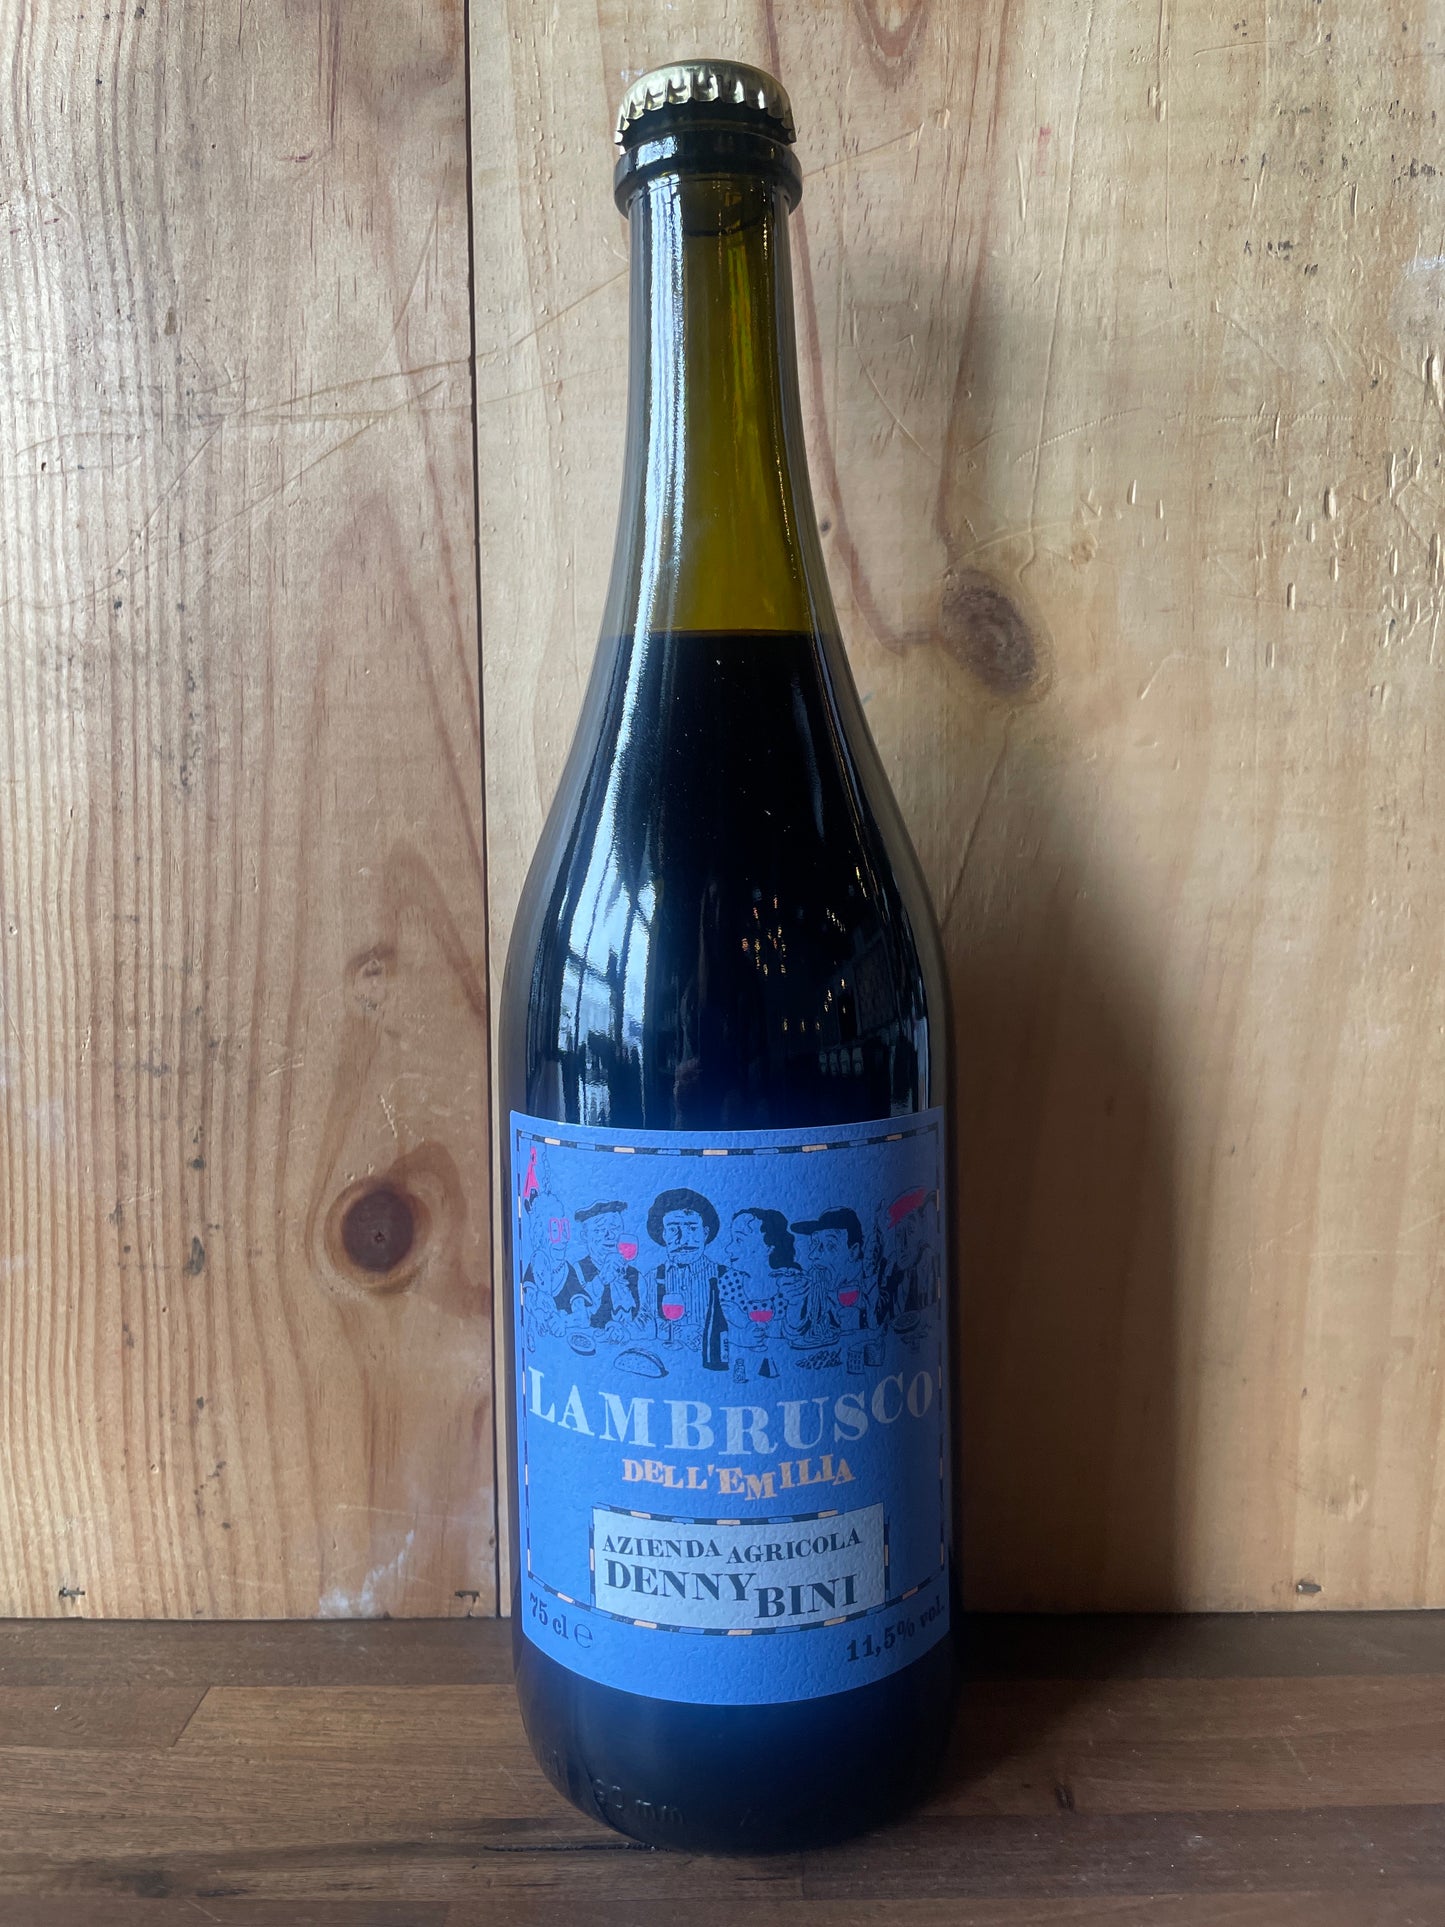 LAMBRUSCO
DELL'EMILIA
AZIENDA AGRICOLA
DENNY BINI
75 cl e
11,5% vol.